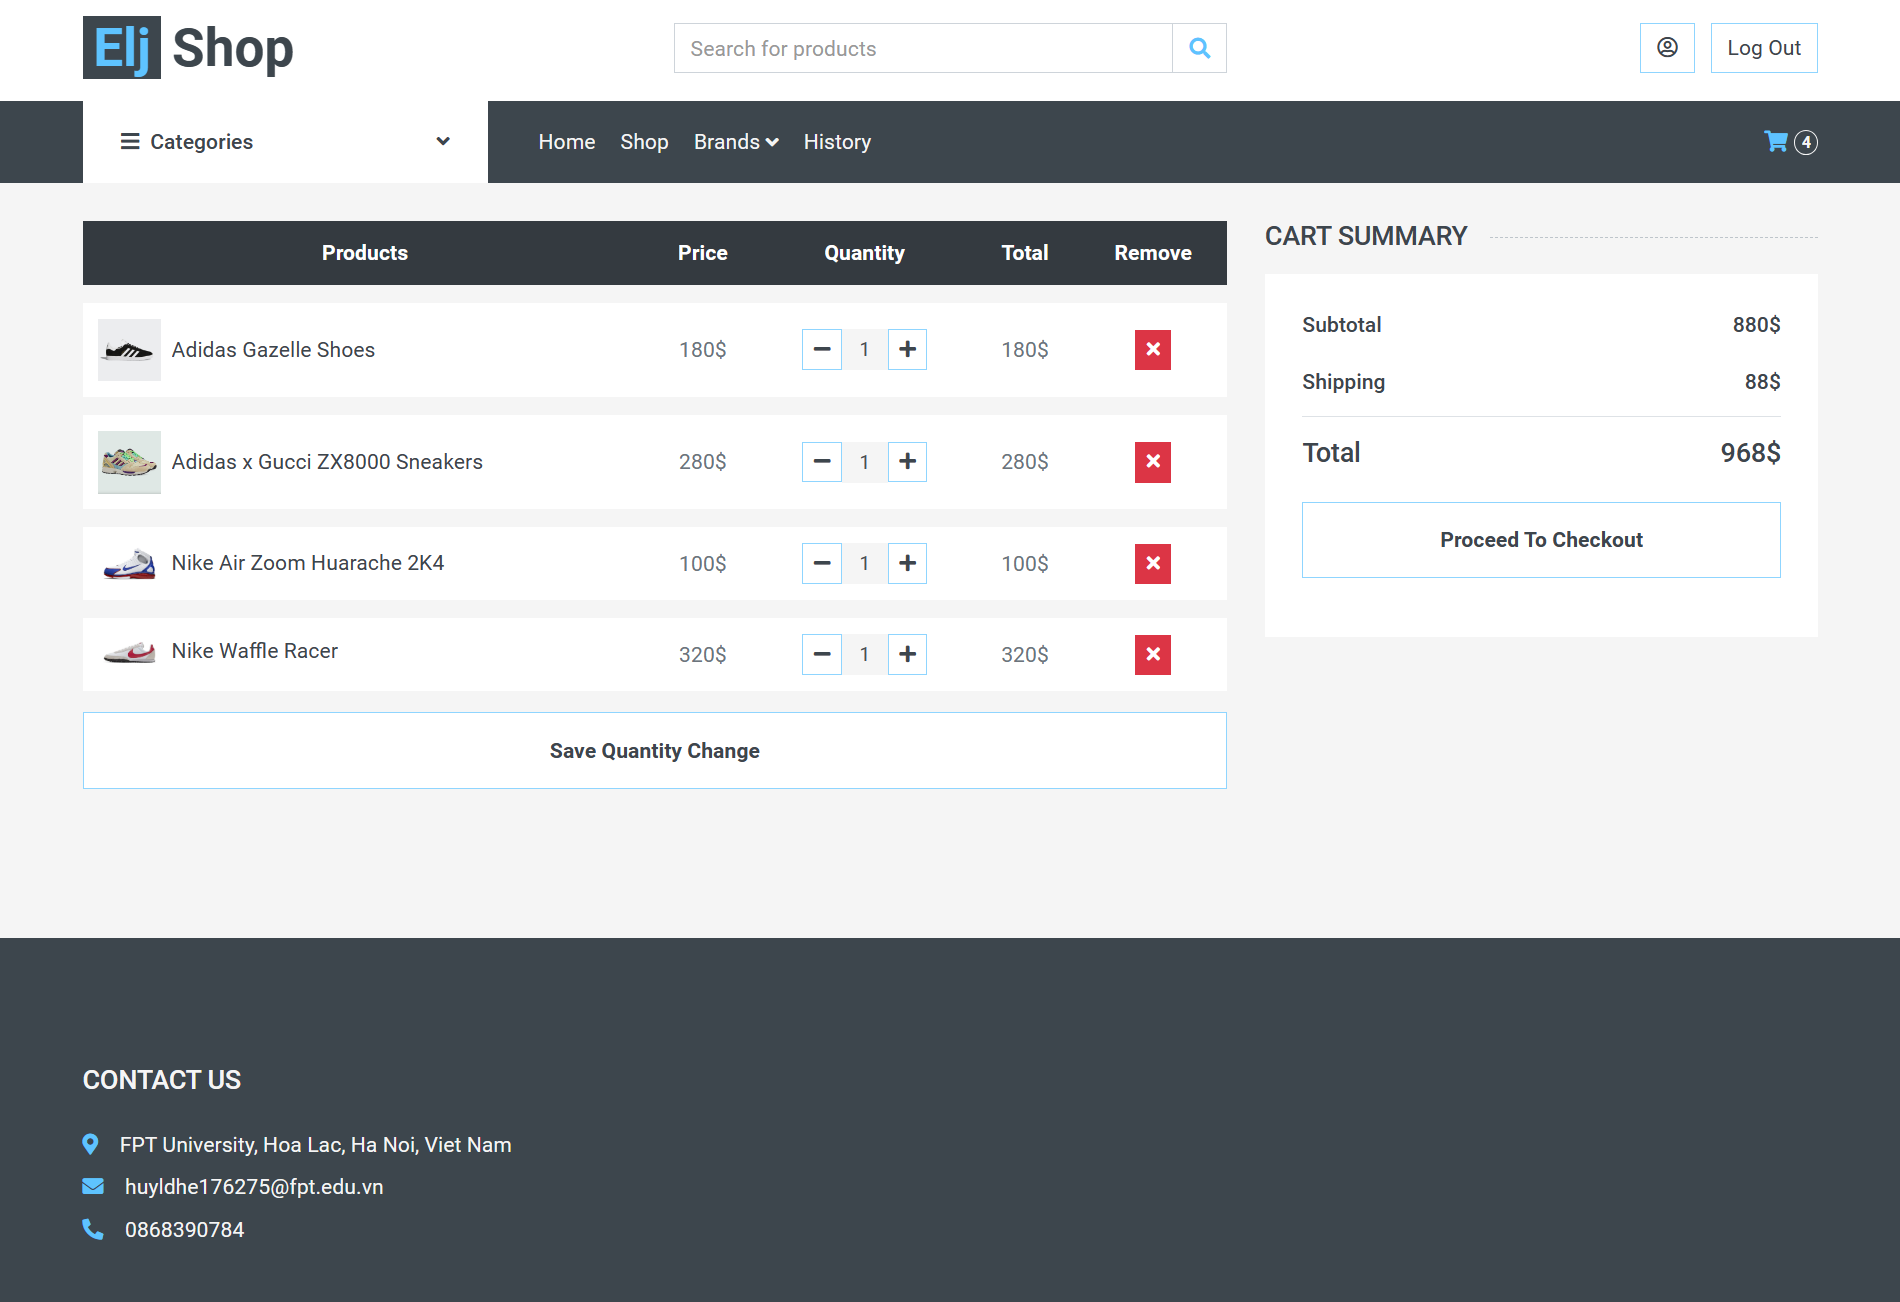 Elj Shop
Search for products
Log Out
Categories
Home Shop Brands History
4
Products Price Quantity Total Remove
Adidas Gazelle Shoes 180$ 1 180$
Adidas x Gucci ZX8000 Sneakers 280$ 1 280$
Nike Air Zoom Huarache 2K4 100$ 1 100$
Nike Waffle Racer 320$ 1 320$
Save Quantity Change
CART SUMMARY
Subtotal 880$
Shipping 88$
Total 968$
Proceed To Checkout
CONTACT US
FPT University, Hoa Lac, Ha Noi, Viet Nam
huyldhe176275@fpt.edu.vn
0868390784